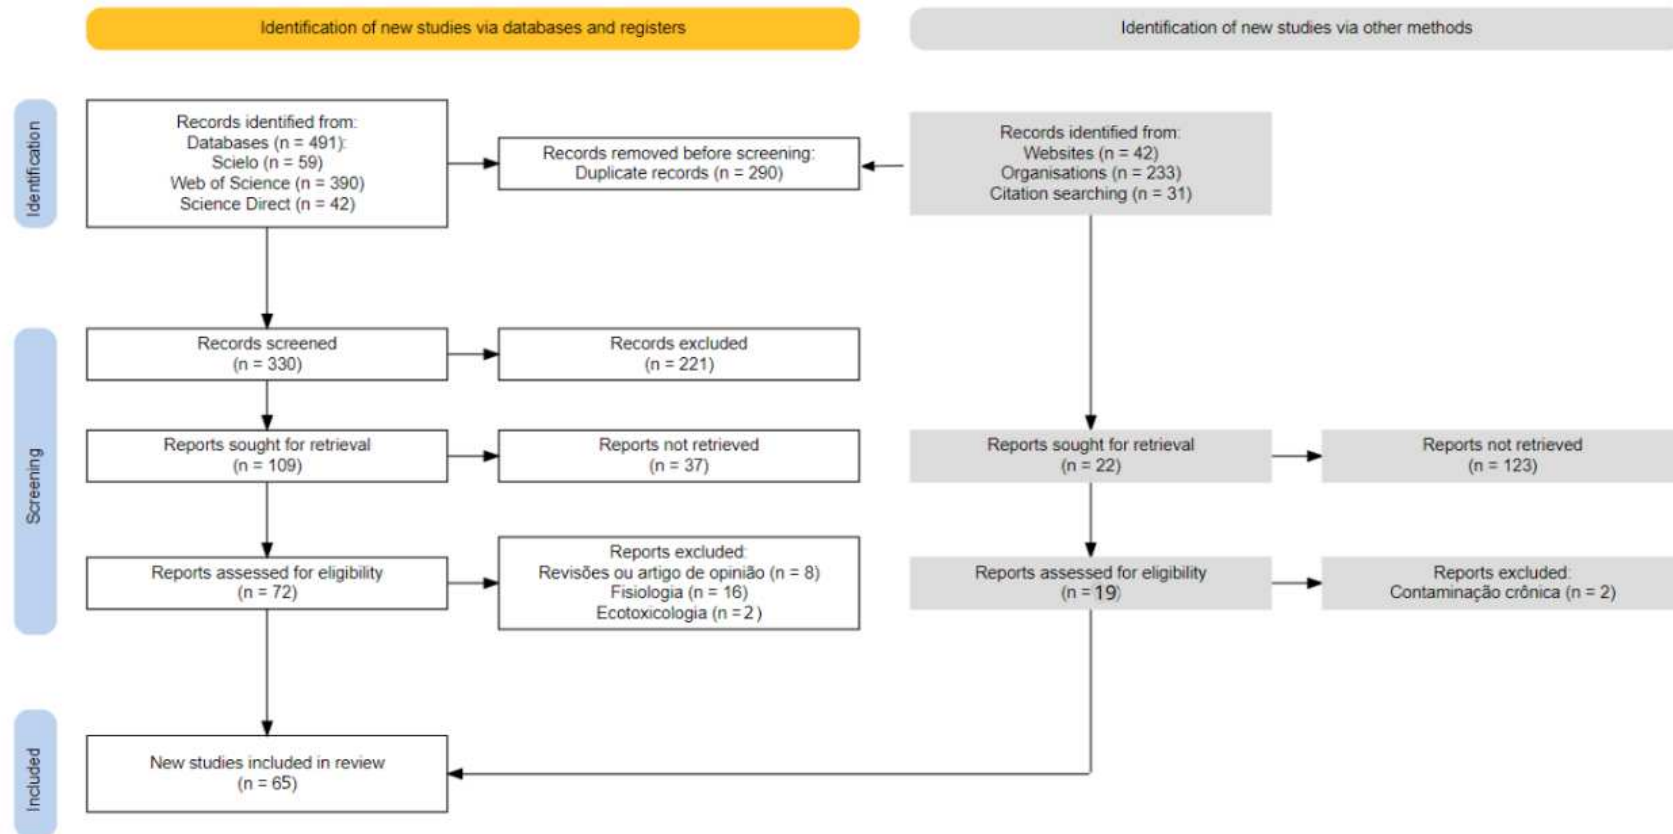 Identification of new studies via databases and registers
Identification of new studies via other methods
Identification
Records identified from:
Databases (n = 491):
Scielo (n = 59)
Web of Science (n = 390)
Science Direct (n = 42)
Records removed before screening:
Duplicate records (n = 290)
Records identified from:
Websites (n = 42)
Organisations (n = 233)
Citation searching (n = 31)
Screening
Records screened
(n = 330)
Records excluded
(n = 221)
Reports sought for retrieval
(n = 109)
Reports not retrieved
(n = 37)
Reports sought for retrieval
(n = 22)
Reports not retrieved
(n = 123)
Reports assessed for eligibility
(n = 72)
Reports excluded:
Revisões ou artigo de opinião (n = 8)
Fisiologia (n = 16)
Ecotoxicologia (n = 2)
Reports assessed for eligibility
(n = 19)
Reports excluded:
Contaminação crônica (n = 2)
Included
New studies included in review
(n = 65)